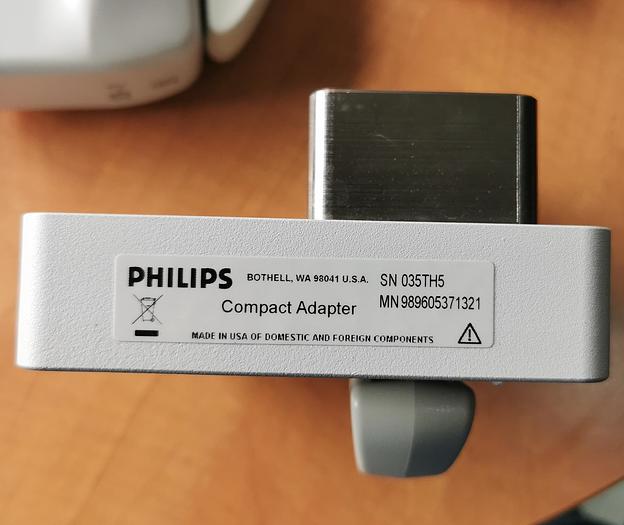 PHILIPS BOTHELL, WA 98041 U.S.A. SN 035TH5
Compact Adapter MN 989605371321
MADE IN USA OF DOMESTIC AND FOREIGN COMPONENTS